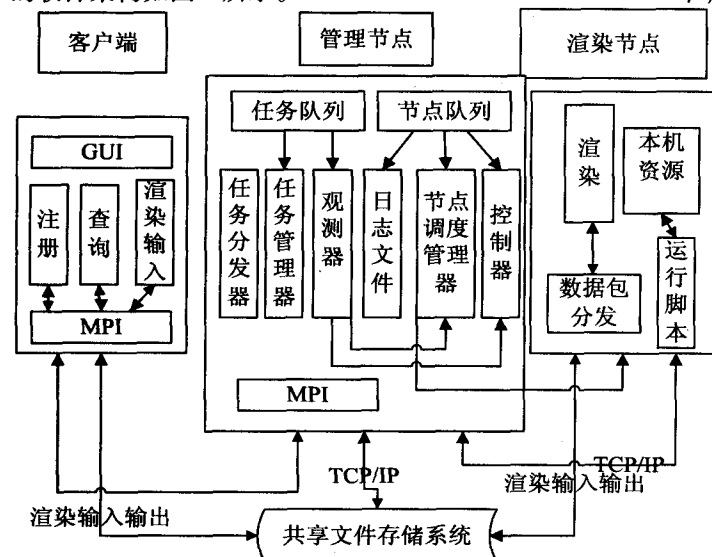 客户端
管理节点
渲染节点
任务队列
节点队列
GUI
注册
查询
渲染输入
MPI
任务分发器
任务管理器
观测器
日志文件
节点调度管理器
控制器
MPI
渲染
本机资源
数据包分发
运行脚本
TCP/IP
TCP/IP
渲染输入输出
渲染输入输出
共享文件存储系统